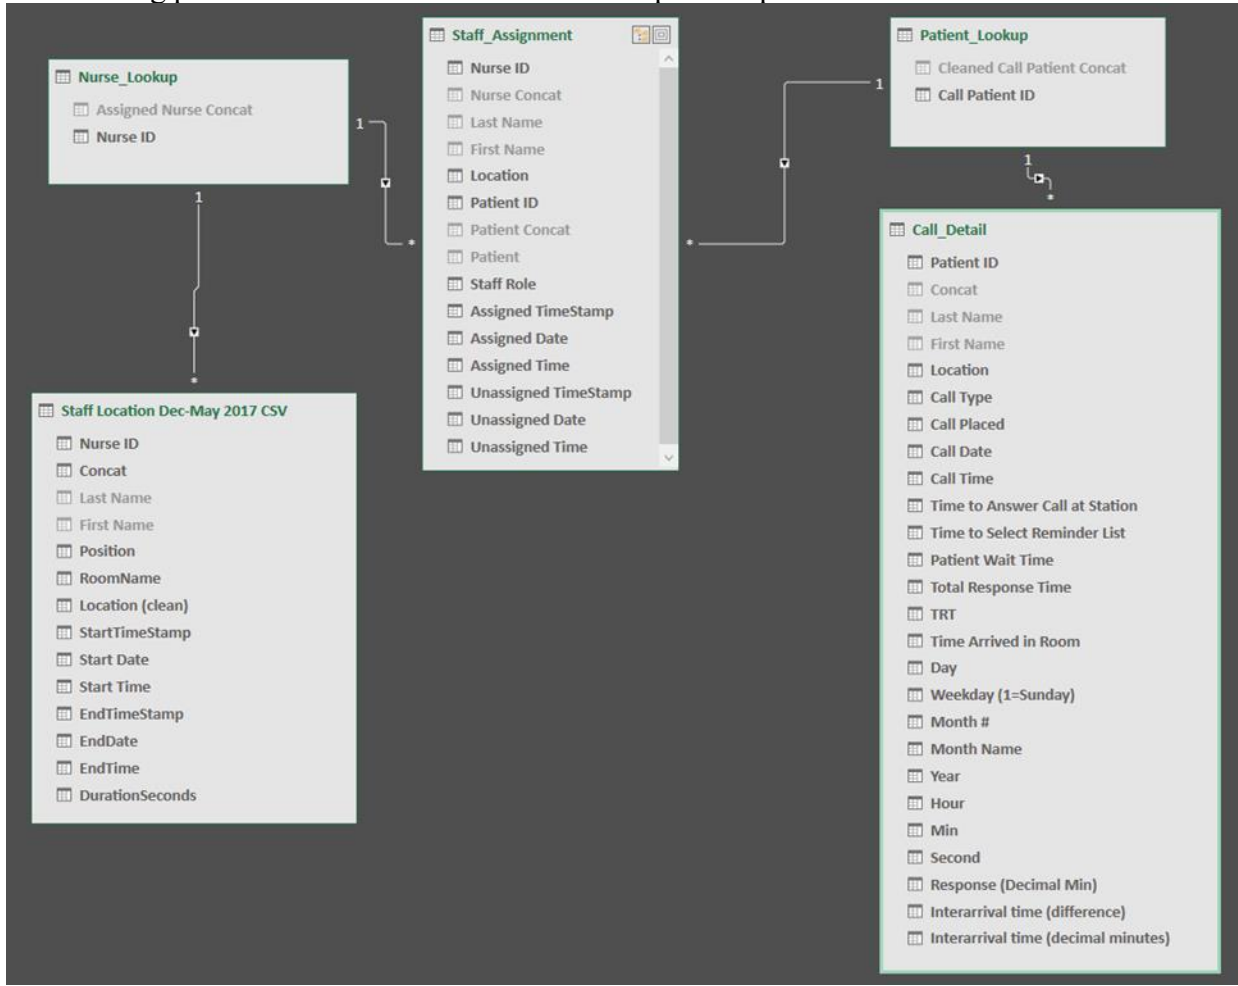 Nurse_Lookup
Assigned Nurse Concat
Nurse ID
1
1
*
*
Staff_Assignment
Nurse ID
Nurse Concat
Last Name
First Name
Location
Patient ID
Patient Concat
Patient
Staff Role
Assigned TimeStamp
Assigned Date
Assigned Time
Unassigned TimeStamp
Unassigned Date
Unassigned Time
Patient_Lookup
Cleaned Call Patient Concat
Call Patient ID
1
*
1
*
Staff Location Dec-May 2017 CSV
Nurse ID
Concat
Last Name
First Name
Position
RoomName
Location (clean)
StartTimeStamp
Start Date
Start Time
EndTimeStamp
EndDate
EndTime
DurationSeconds
Call_Detail
Patient ID
Concat
Last Name
First Name
Location
Call Type
Call Placed
Call Date
Call Time
Time to Answer Call at Station
Time to Select Reminder List
Patient Wait Time
Total Response Time
TRT
Time Arrived in Room
Day
Weekday (1=Sunday)
Month #
Month Name
Year
Hour
Min
Second
Response (Decimal Min)
Interarrival time (difference)
Interarrival time (decimal minutes)